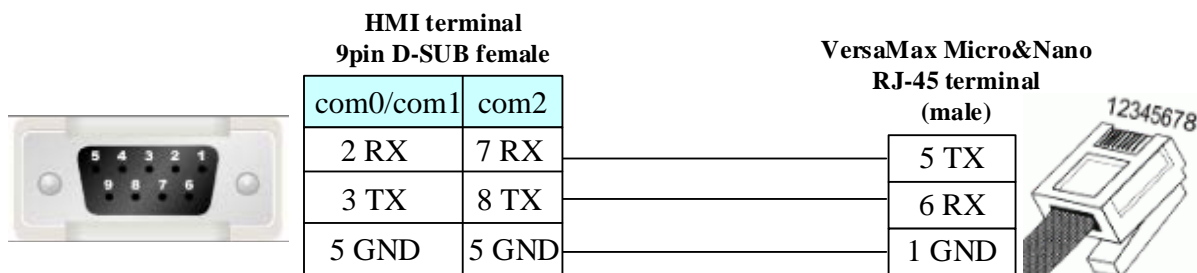 HMI terminal
9pin D-SUB female
VersaMax Micro&Nano
RJ-45 terminal
(male)
com0/com1 com2
2 RX 7 RX
3 TX 8 TX
5 GND 5 GND
5 TX
6 RX
1 GND
5 4 3 2 1
9 8 7 6
12345678